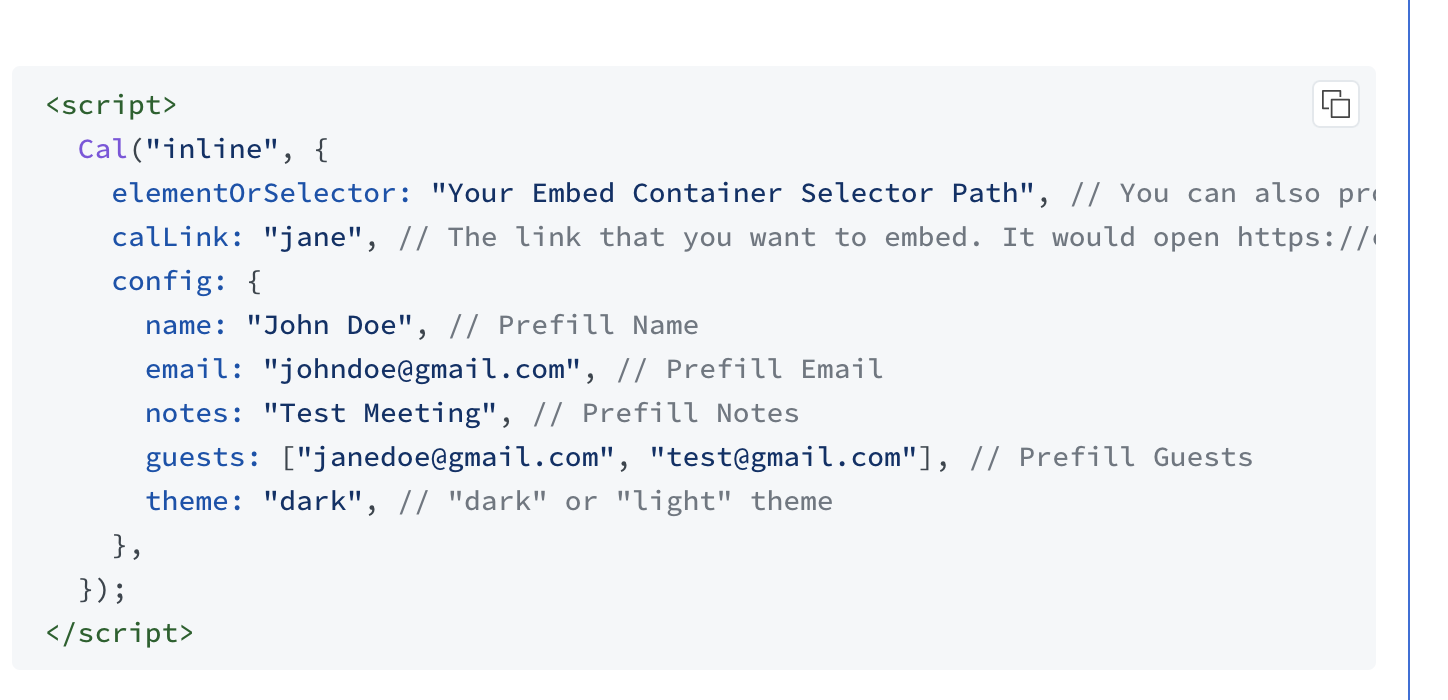 <script>
Cal("inline", {
elementOrSelector: "Your Embed Container Selector Path", // You can also
calLink: "jane", // The link that you want to embed. It would open https://
config: {
name: "John Doe", // Prefill Name
email: "johndoe@gmail.com", // Prefill Email
notes: "Test Meeting", // Prefill Notes
guests: ["janedoe@gmail.com", "test@gmail.com"], // Prefill Guests
theme: "dark", // "dark" or "light" theme
},
});
</script>